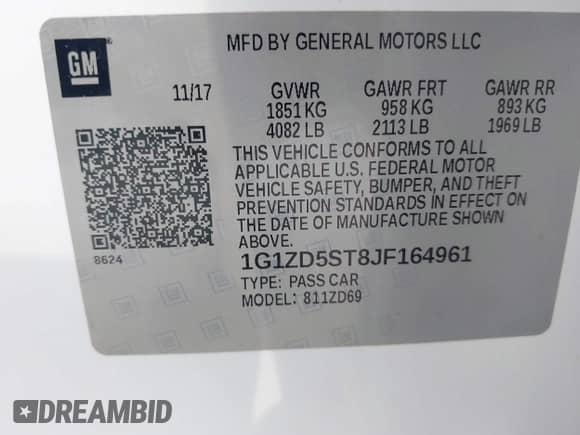 GM
MFD BY GENERAL MOTORS LLC
11/17 GVWR GAWR FRT GAWR RR
1851 KG 958 KG 893 KG
4082 LB 2113 LB 1969 LB
THIS VEHICLE CONFORMS TO ALL
APPLICABLE U.S. FEDERAL MOTOR
VEHICLE SAFETY, BUMPER, AND THEFT
PREVENTION STANDARDS IN EFFECT ON
THE DATE OF MANUFACTURE SHOWN
ABOVE.
8624
1G1ZD5ST8JF164961
TYPE: PASS CAR
MODEL: 811ZD69
DREAMBID